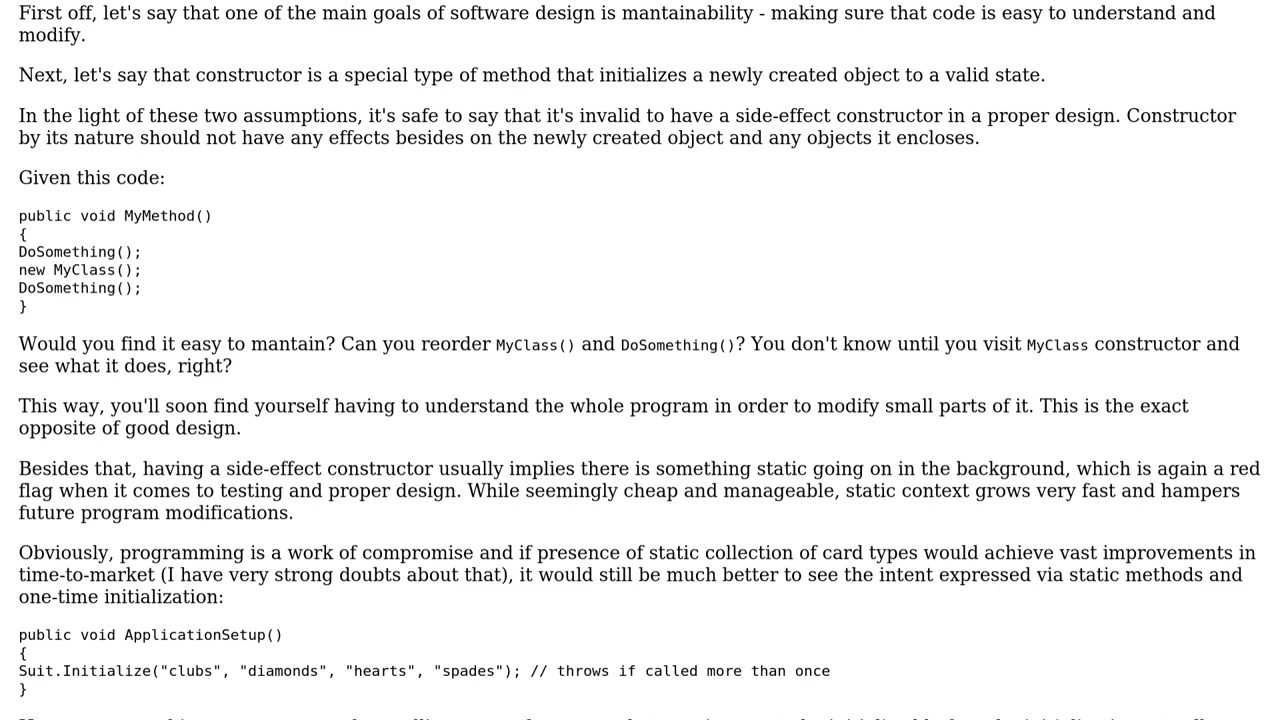 First off, let's say that one of the main goals of software design is mantainability - making sure that code is easy to understand and
modify.
Next, let's say that constructor is a special type of method that initializes a newly created object to a valid state.
In the light of these two assumptions, it's safe to say that it's invalid to have a side-effect constructor in a proper design. Constructor
by its nature should not have any effects besides on the newly created object and any objects it encloses.
Given this code:
public void MyMethod()
{
DoSomething();
new MyClass();
DoSomething();
}
Would you find it easy to mantain? Can you reorder MyClass() and DoSomething()? You don't know until you visit MyClass constructor and
see what it does, right?
This way, you'll soon find yourself having to understand the whole program in order to modify small parts of it. This is the exact
opposite of good design.
Besides that, having a side-effect constructor usually implies there is something static going on in the background, which is again a red
flag when it comes to testing and proper design. While seemingly cheap and manageable, static context grows very fast and hampers
future program modifications.
Obviously, programming is a work of compromise and if presence of static collection of card types would achieve vast improvements in
time-to-market (I have very strong doubts about that), it would still be much better to see the intent expressed via static methods and
one-time initialization:
public void ApplicationSetup()
{
Suit.Initialize("clubs", "diamonds", "hearts", "spades"); // throws if called more than once
}